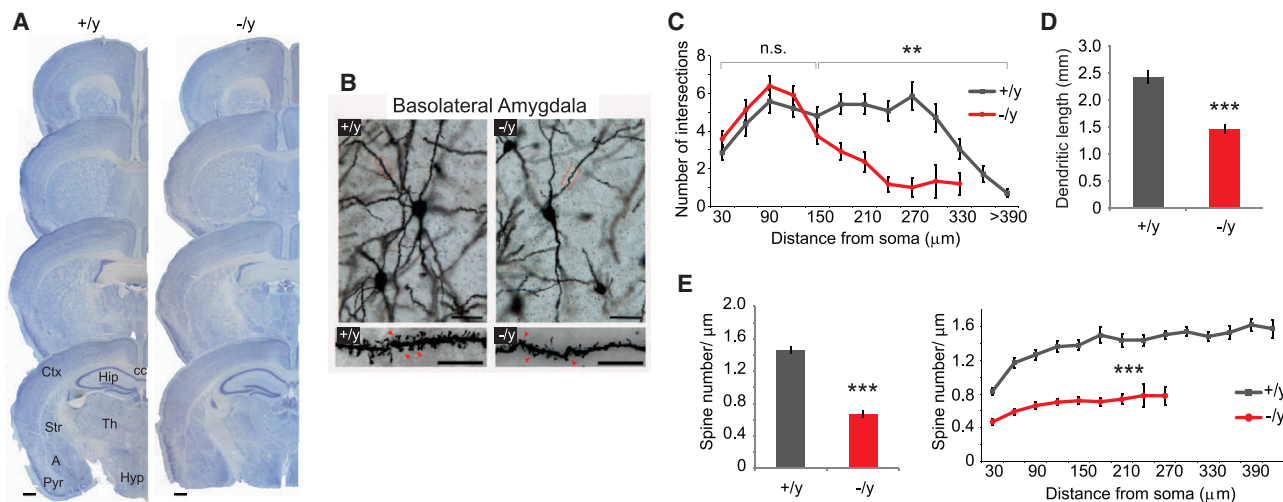 A
+/y
-/y
Ctx
Hip
cc
Str
Th
A
Pyr
Hyp
B
Basolateral Amygdala
+/y
-/y
+/y
-/y
C
n.s.
**
+/y
-/y
Number of intersections
8
6
4
2
0
30 90 150 210 270 330 >390
Distance from soma (μm)
D
Dendritic length (mm)
3.0
2.5
2.0
1.5
1.0
0.5
0
***
+/y
-/y
E
Spine number/ μm
2.0
1.6
1.2
0.8
0.4
0
***
+/y
-/y
Spine number/ μm
1.6
1.2
0.8
0.4
0
***
+/y
-/y
30 90 150 210 270 330 390
Distance from soma (μm)